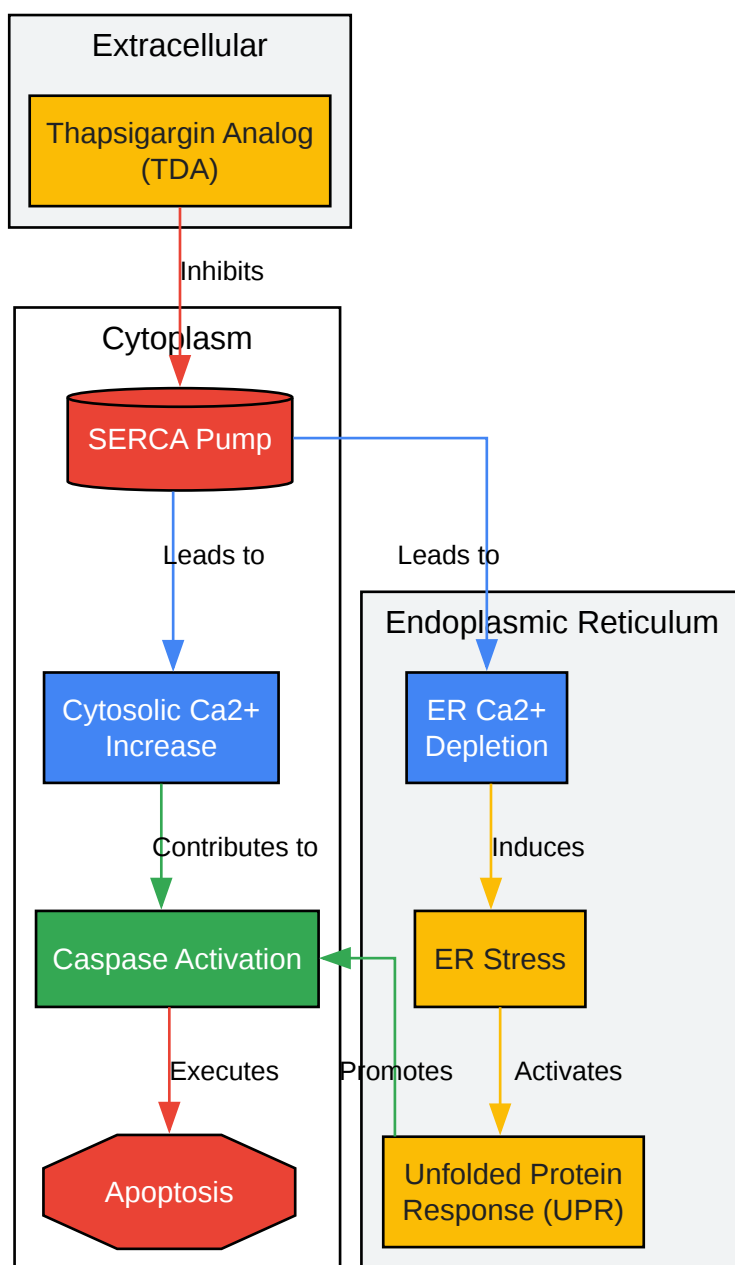 Extracellular
Thapsigargin Analog
(TDA)
Inhibits
Cytoplasm
SERCA Pump
Leads to
Leads to
Endoplasmic Reticulum
Cytosolic Ca2+
Increase
ER Ca2+
Depletion
Contributes to
Induces
Caspase Activation
ER Stress
Executes
Promotes
Activates
Apoptosis
Unfolded Protein
Response (UPR)